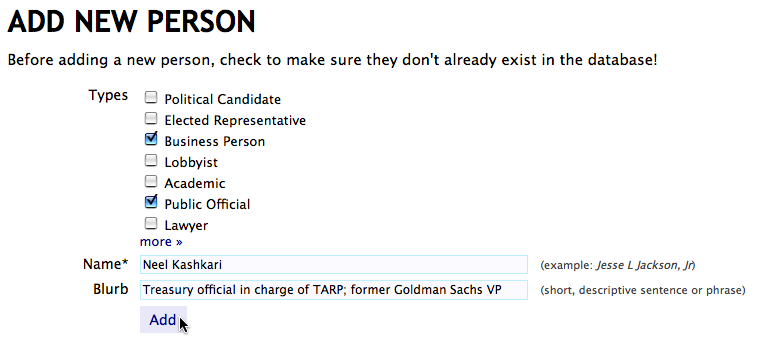 ADD NEW PERSON
Before adding a new person, check to make sure they don't already exist in the database!
Types
Political Candidate
Elected Representative
Business Person
Lobbyist
Academic
Public Official
Lawyer
more »
Name* Neel Kashkari (example: Jesse L Jackson, Jr)
Blurb Treasury official in charge of TARP; former Goldman Sachs VP (short, descriptive sentence or phrase)
Add